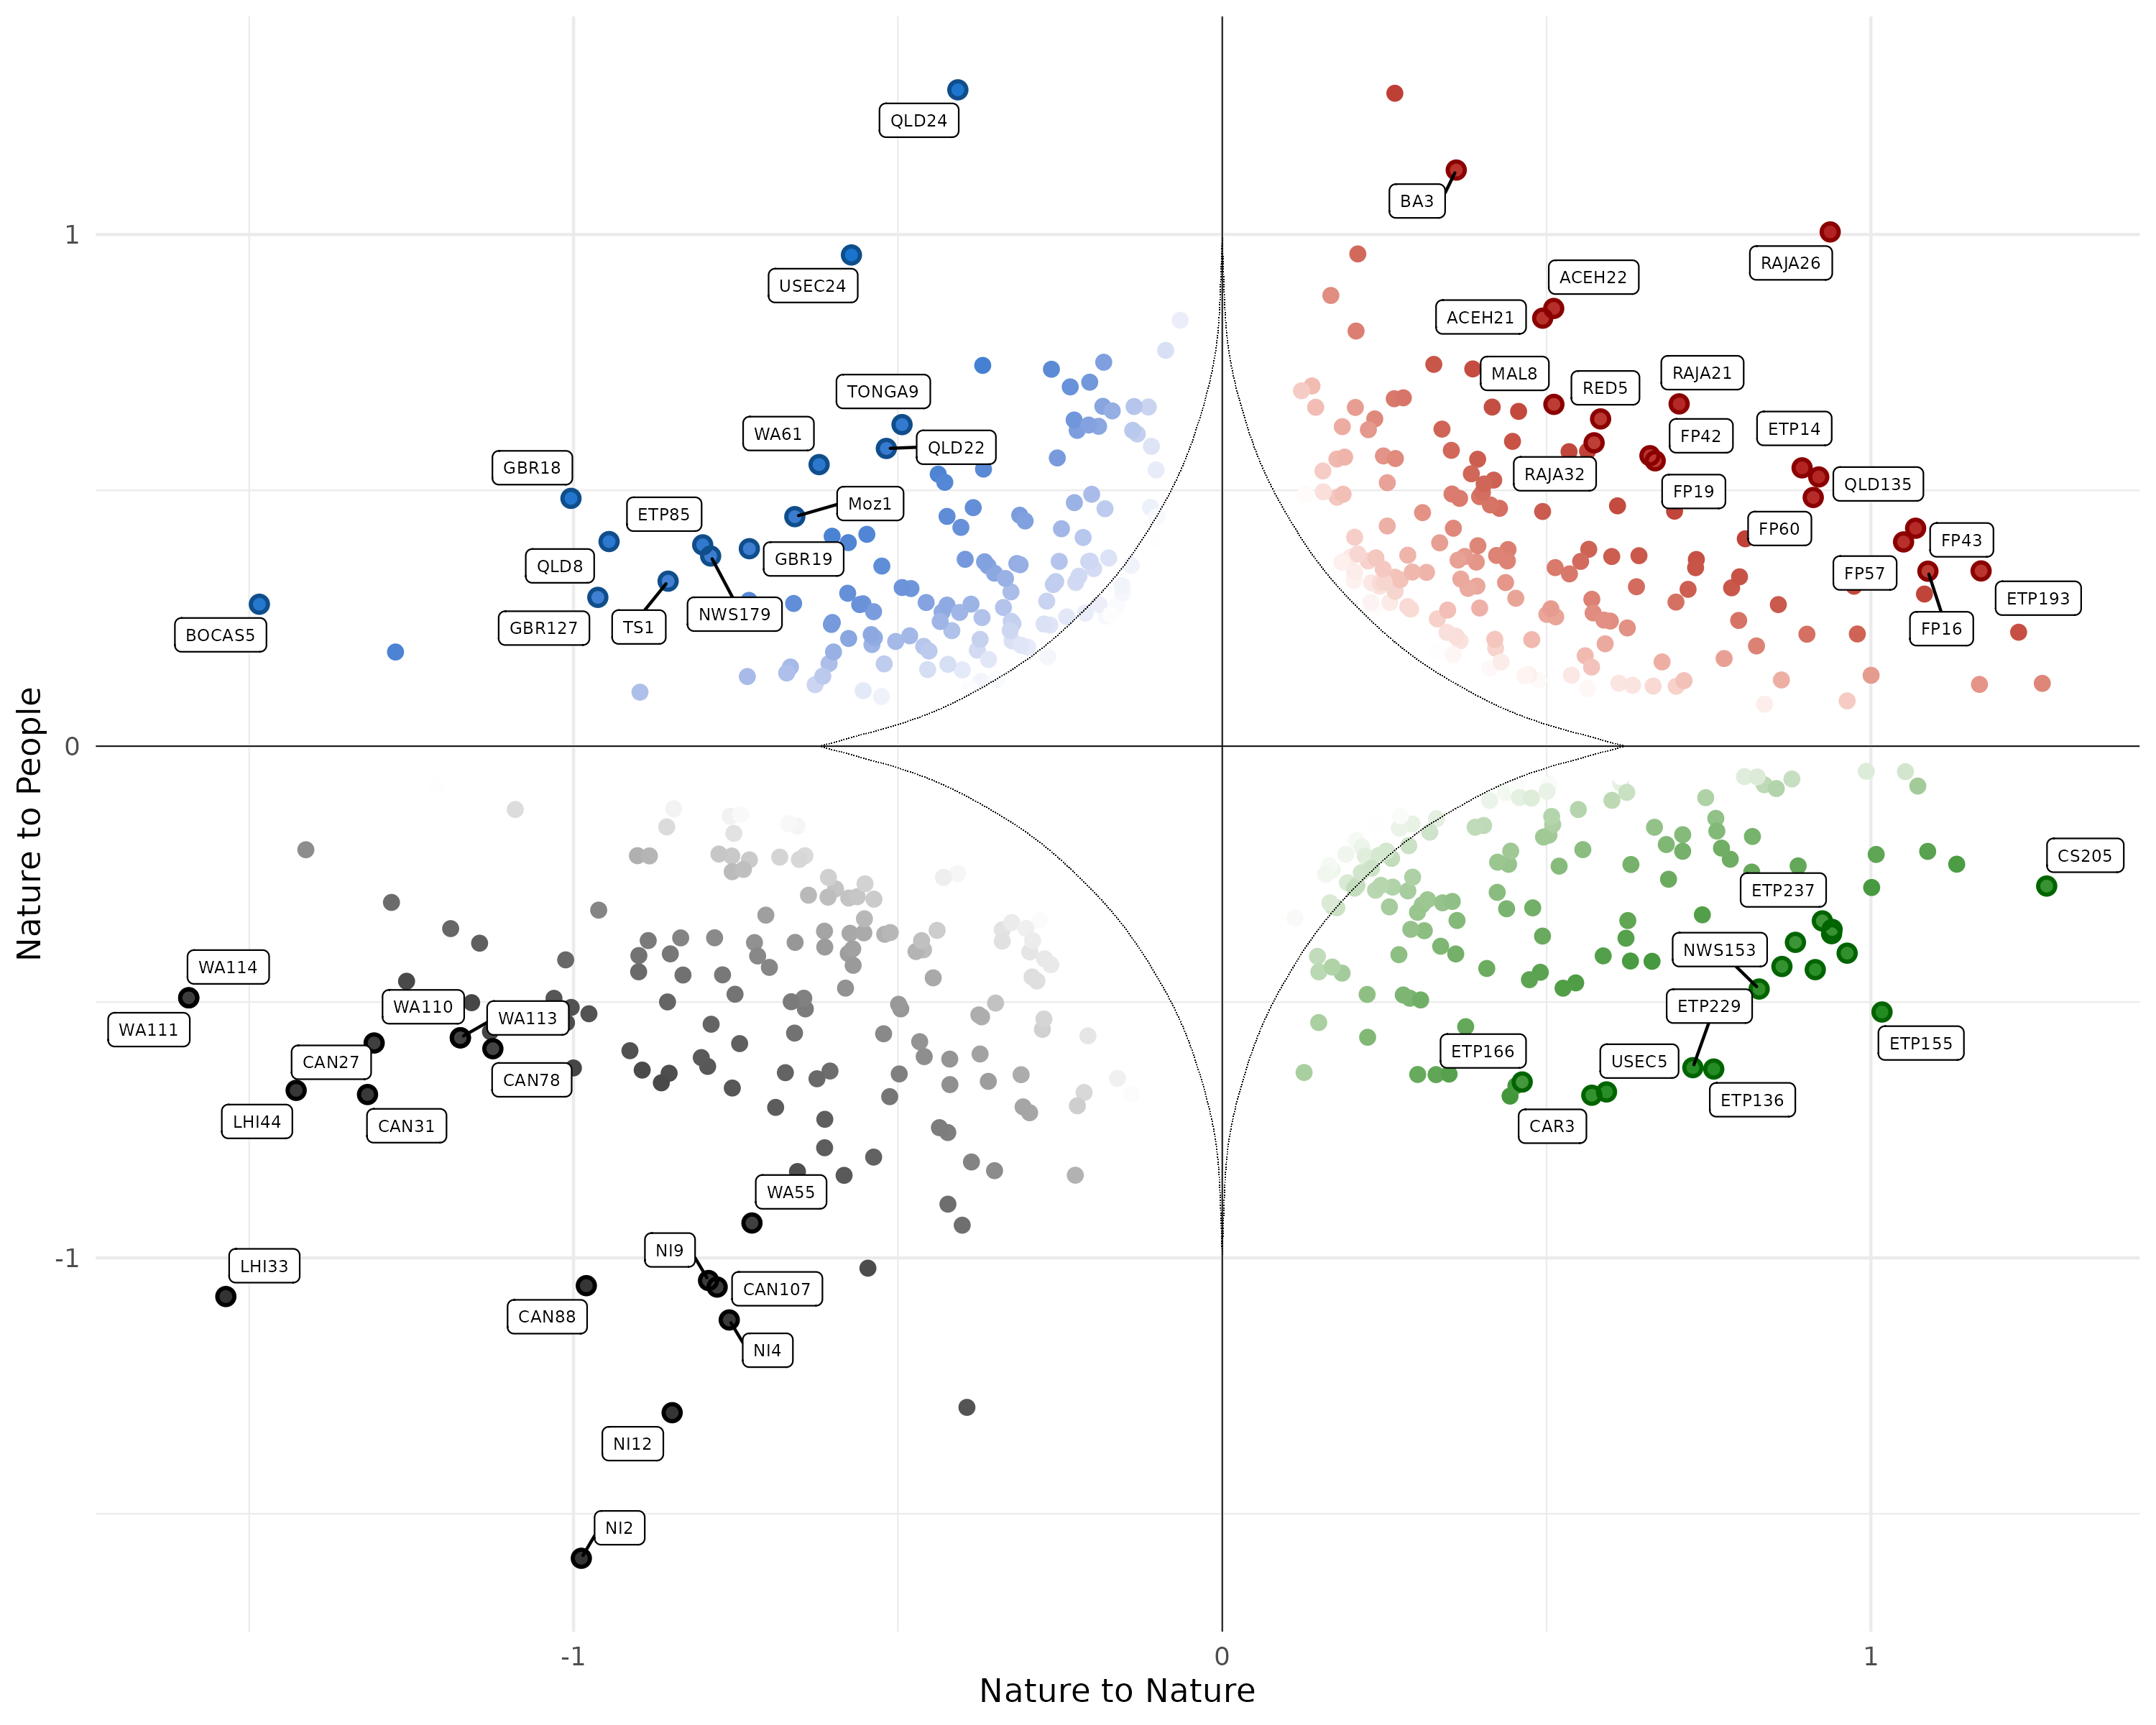 QLD24
BA3
1
RAJA26
USEC24
ACEH22
ACEH21
MAL8
RAJA21
RED5
TONGA9
ETP14
WA61
FP42
QLD22
GBR18
RAJA32
QLD135
FP19
Moz1
ETP85
FP60
FP43
GBR19
QLD8
FP57
ETP193
NWS179
TS1
GBR127
FP16
BOCAS5
0
CS205
ETP237
NWS153
WA114
WA110
ETP229
WA113
WA111
ETP155
ETP166
USEC5
CAN27
CAN78
ETP136
LHI44
CAN31
CAR3
WA55
NI9
-1
LHI33
CAN107
CAN88
NI4
NI12
NI2
-1
0
1
Nature to Nature
Nature to People